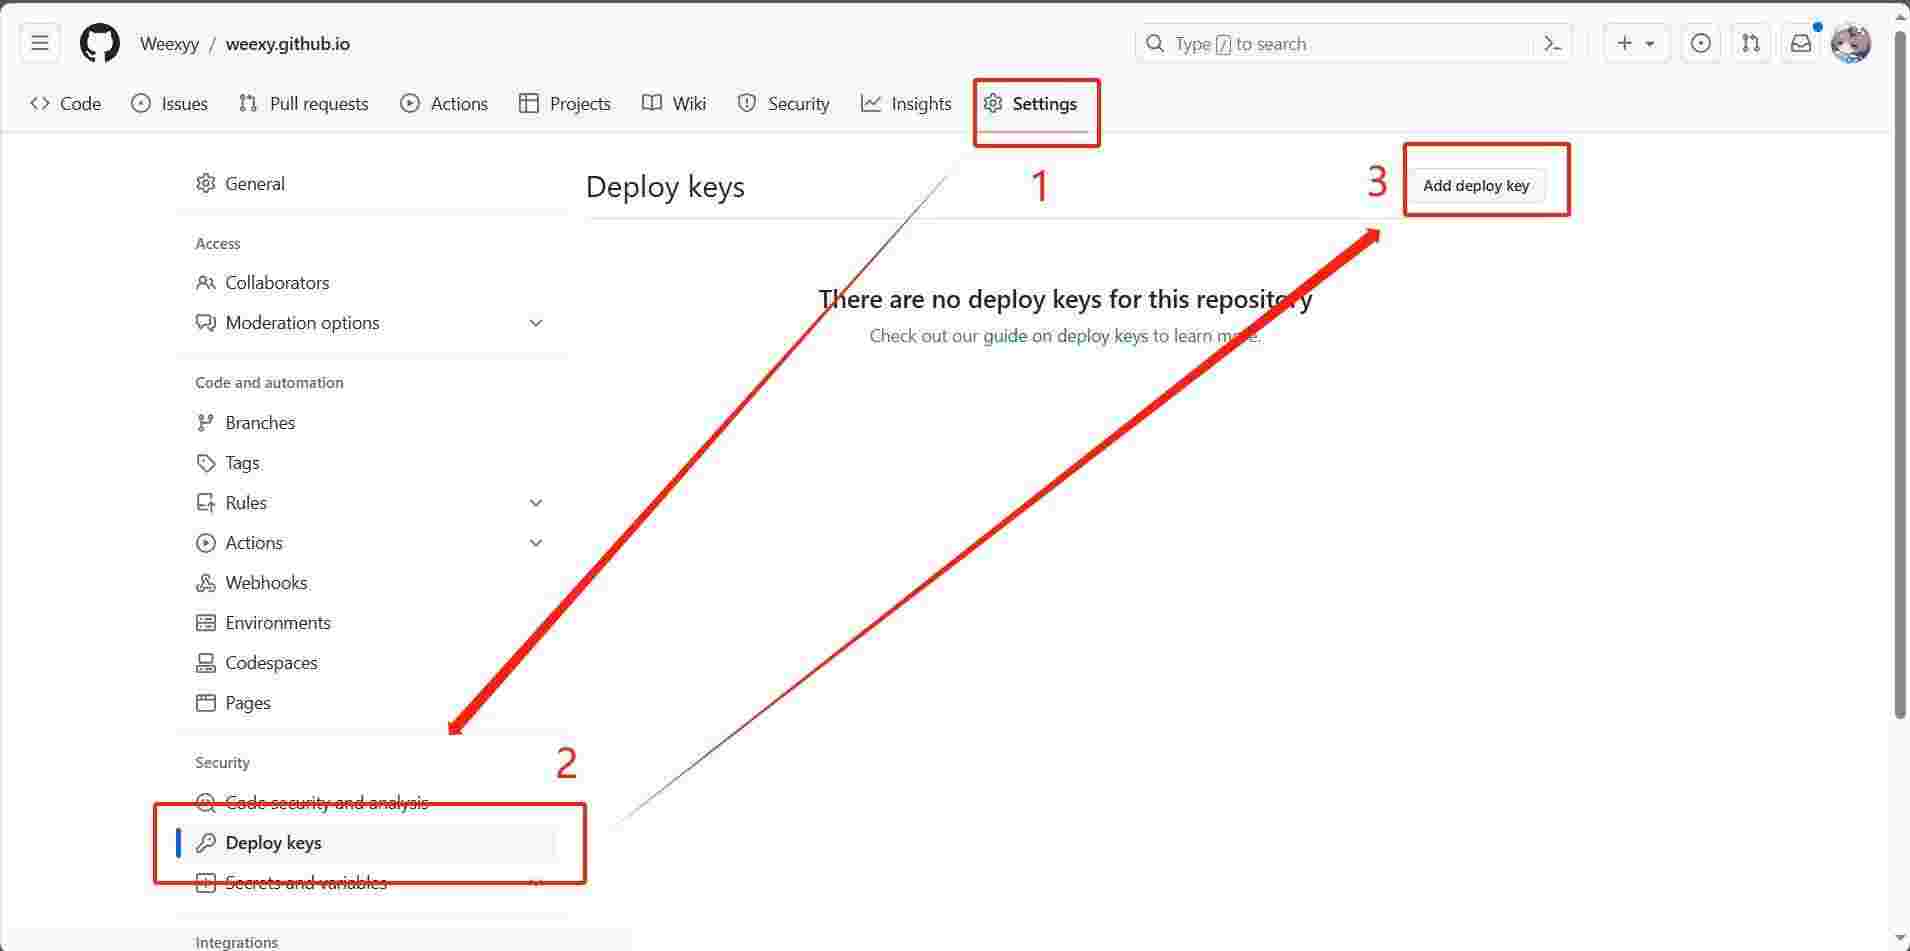 Weexyy / weexy.github.io
Type / to search
Code Issues Pull requests Actions Projects Wiki Security Insights Settings
1
3
Deploy keys
Add deploy key
There are no deploy keys for this repository
Check out our guide on deploy keys to learn more.
General
Access
Collaborators
Moderation options
Code and automation
Branches
Tags
Rules
Actions
Webhooks
Environments
Codespaces
Pages
Security
2
Code security and analysis
Deploy keys
Secrets and variables
Integrations